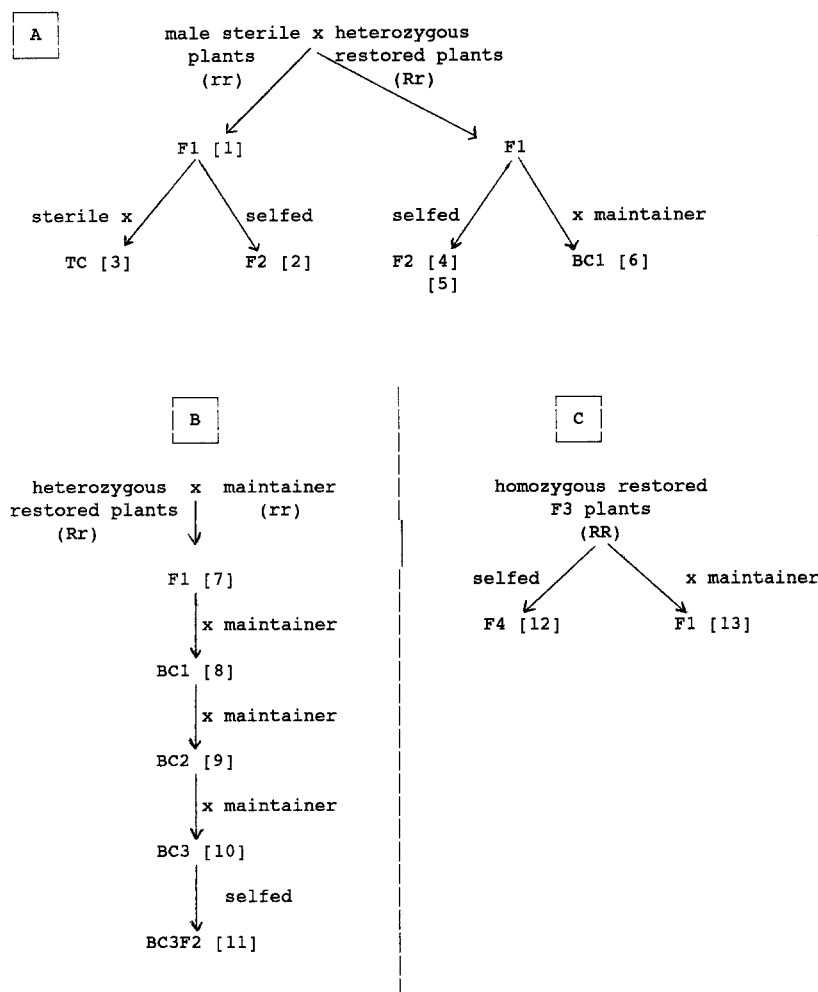 A
male sterile x heterozygous
plants restored plants
(rr) (Rr)
F1 [1] F1
sterile x selfed selfed x maintainer
TC [3] F2 [2] F2 [4] BC1 [6]
[5]
B
heterozygous x maintainer
restored plants (rr)
(Rr)
F1 [7]
x maintainer
BC1 [8]
x maintainer
BC2 [9]
x maintainer
BC3 [10]
selfed
BC3F2 [11]
C
homozygous restored
F3 plants
(RR)
selfed x maintainer
F4 [12] F1 [13]